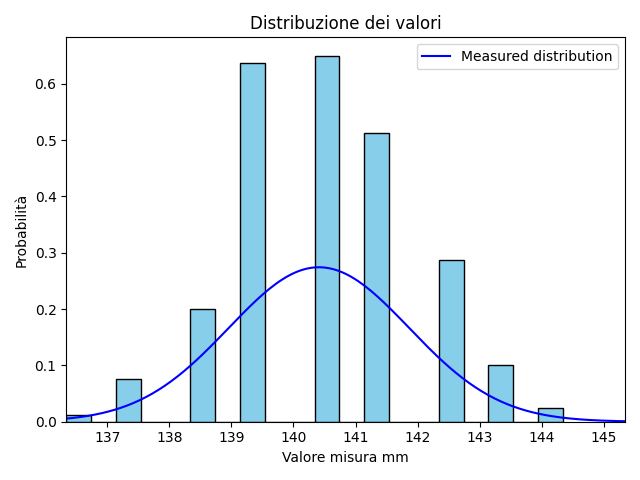 Distribuzione dei valori
Measured distribution
0.6
0.5
0.4
0.3
0.2
0.1
0.0
Probabilità
137 138 139 140 141 142 143 144 145
Valore misura mm